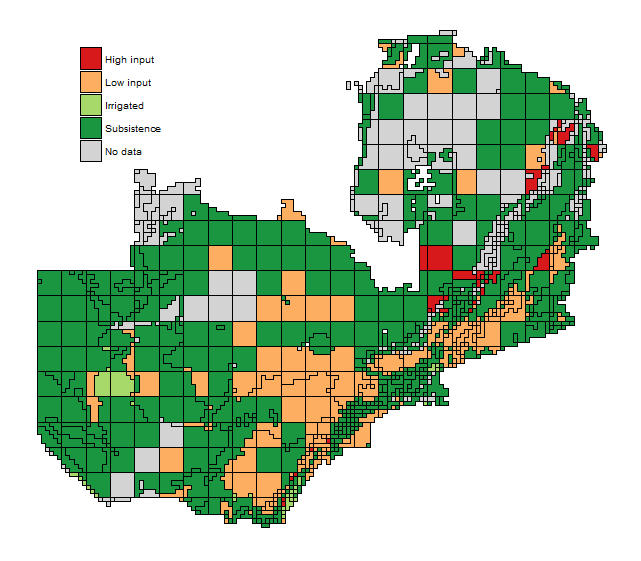 High input
Low input
Irrigated
Subsistence
No data